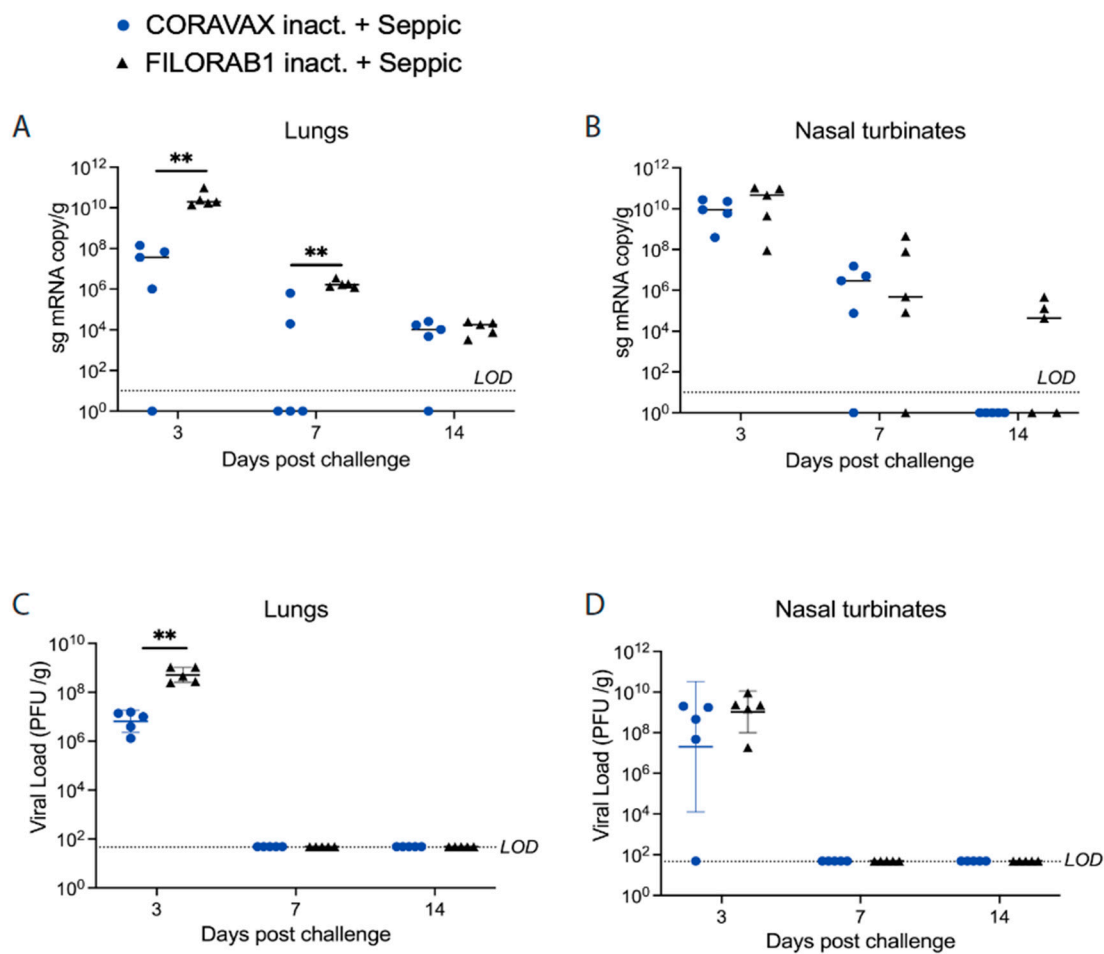 CORAVAX inact. + Seppic
FILORAB1 inact. + Seppic
A
Lungs
**
**
sg mRNA copy/g
10¹²
10¹⁰
10⁸
10⁶
10⁴
10²
10⁰
LOD
3 7 14
Days post challenge
B
Nasal turbinates
sg mRNA copy/g
10¹²
10¹⁰
10⁸
10⁶
10⁴
10²
10⁰
LOD
3 7 14
Days post challenge
C
Lungs
**
Viral Load (PFU /g)
10¹⁰
10⁸
10⁶
10⁴
10²
10⁰
LOD
3 7 14
Days post challenge
D
Nasal turbinates
Viral Load (PFU /g)
10¹²
10¹⁰
10⁸
10⁶
10⁴
10²
10⁰
LOD
3 7 14
Days post challenge